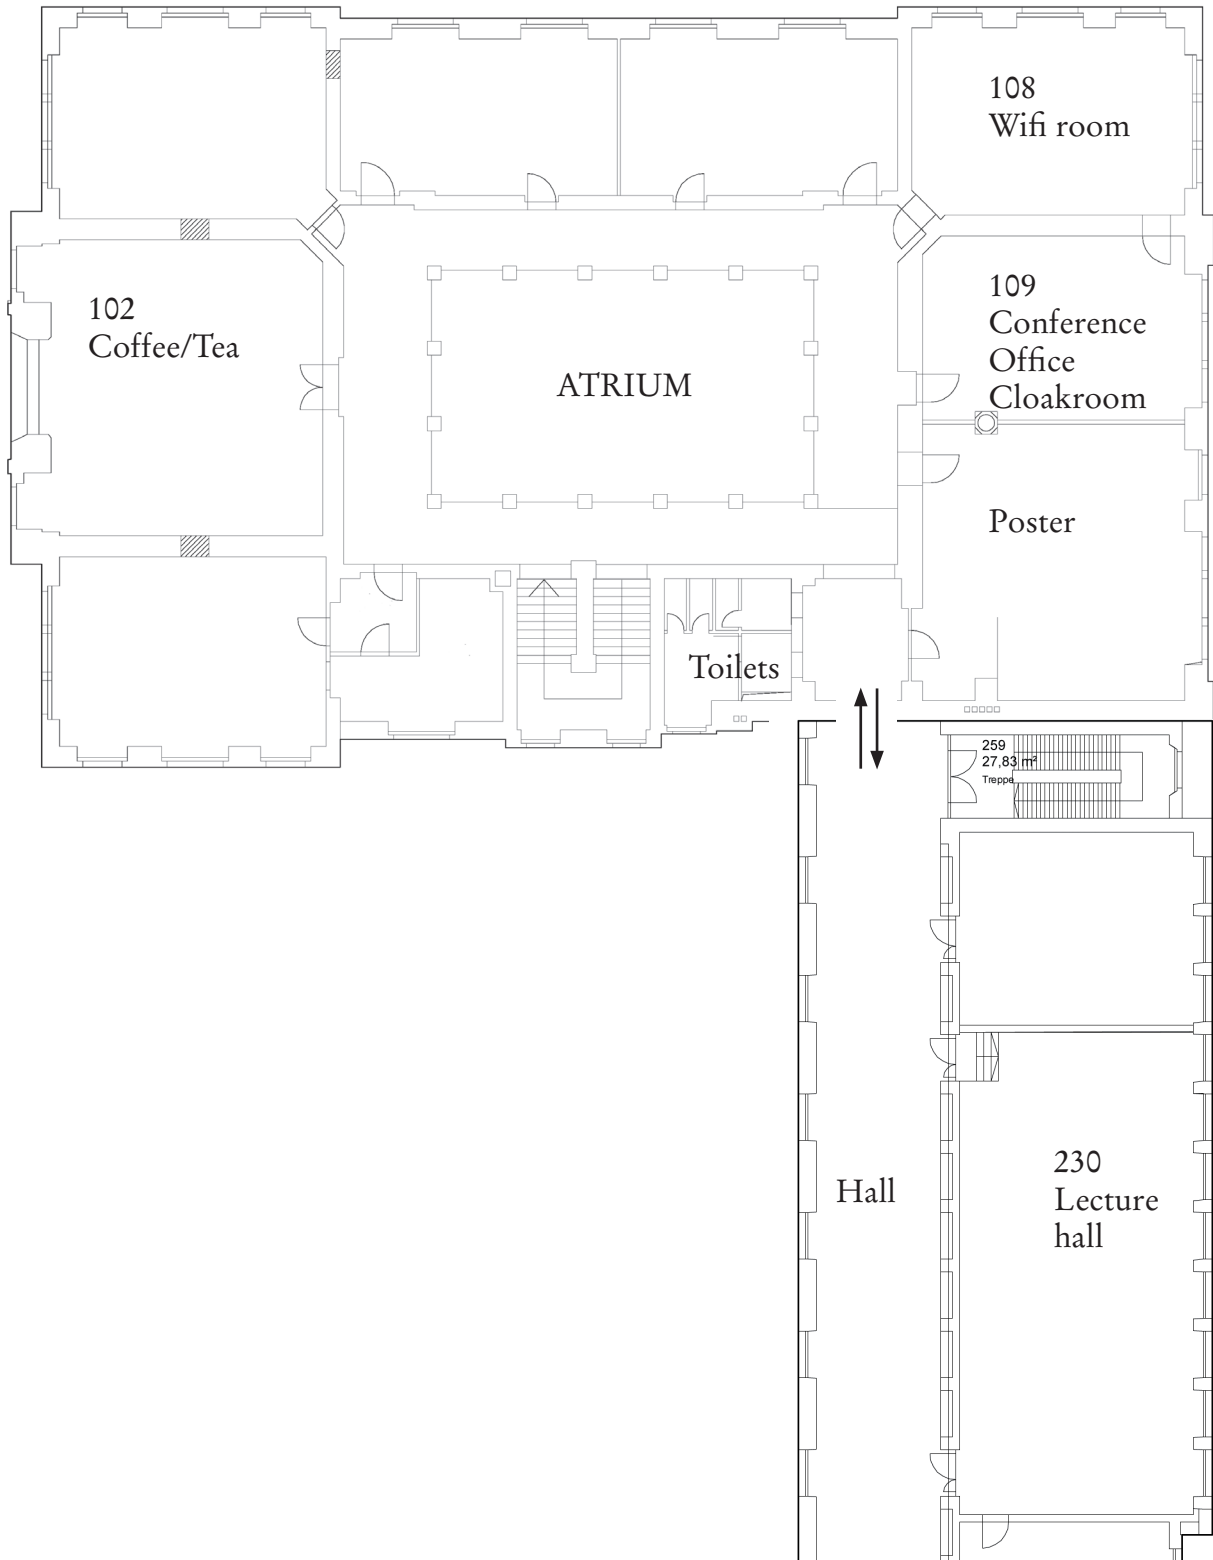 108
Wifi room
102
Coffee/Tea
109
Conference
Office
Cloakroom
ATRIUM
Poster
Toilets
259
27,83 m²
Treppe
230
Lecture
hall
Hall